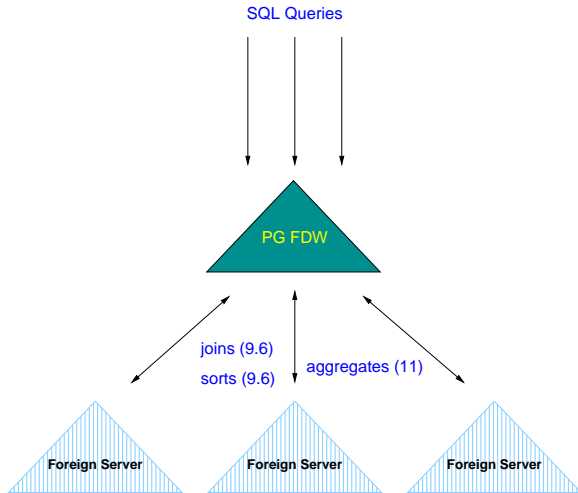 SQL Queries
PG FDW
joins (9.6)
sorts (9.6)
aggregates (11)
Foreign Server
Foreign Server
Foreign Server